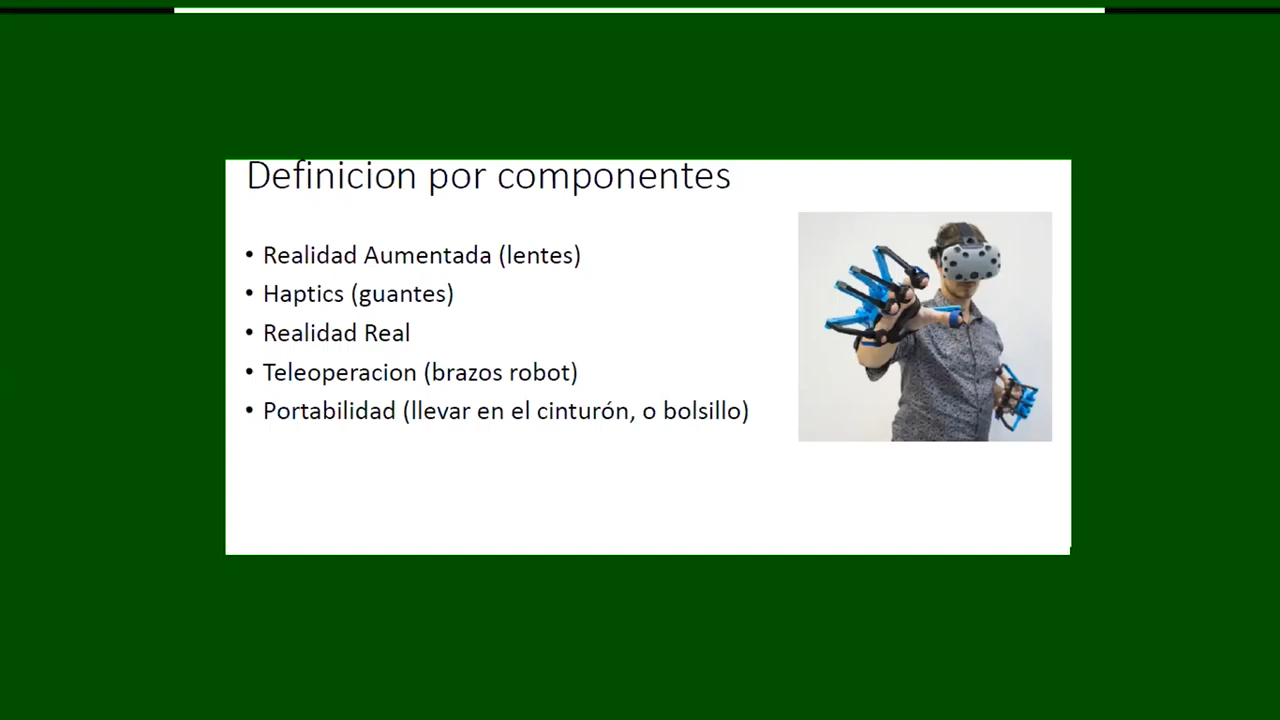 Definicion por componentes
• Realidad Aumentada (lentes)
• Haptics (guantes)
• Realidad Real
• Teleoperacion (brazos robot)
• Portabilidad (llevar en el cinturón, o bolsillo)